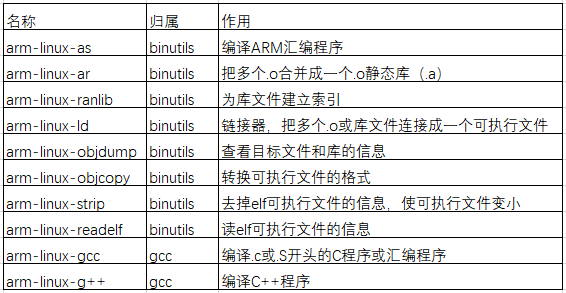 名称 归属 作用
arm-linux-as binutils 编译ARM汇编程序
arm-linux-ar binutils 把多个.o合并成一个.o静态库（.a）
arm-linux-ranlib binutils 为库文件建立索引
arm-linux-ld binutils 链接器，把多个.o或库文件连接成一个可执行文件
arm-linux-objdump binutils 查看目标文件和库的信息
arm-linux-objcopy binutils 转换可执行文件的格式
arm-linux-strip binutils 去掉elf可执行文件的信息，使可执行文件变小
arm-linux-readelf binutils 读elf可执行文件的信息
arm-linux-gcc gcc 编译.c或.S开头的C程序或汇编程序
arm-linux-g++ gcc 编译C++程序